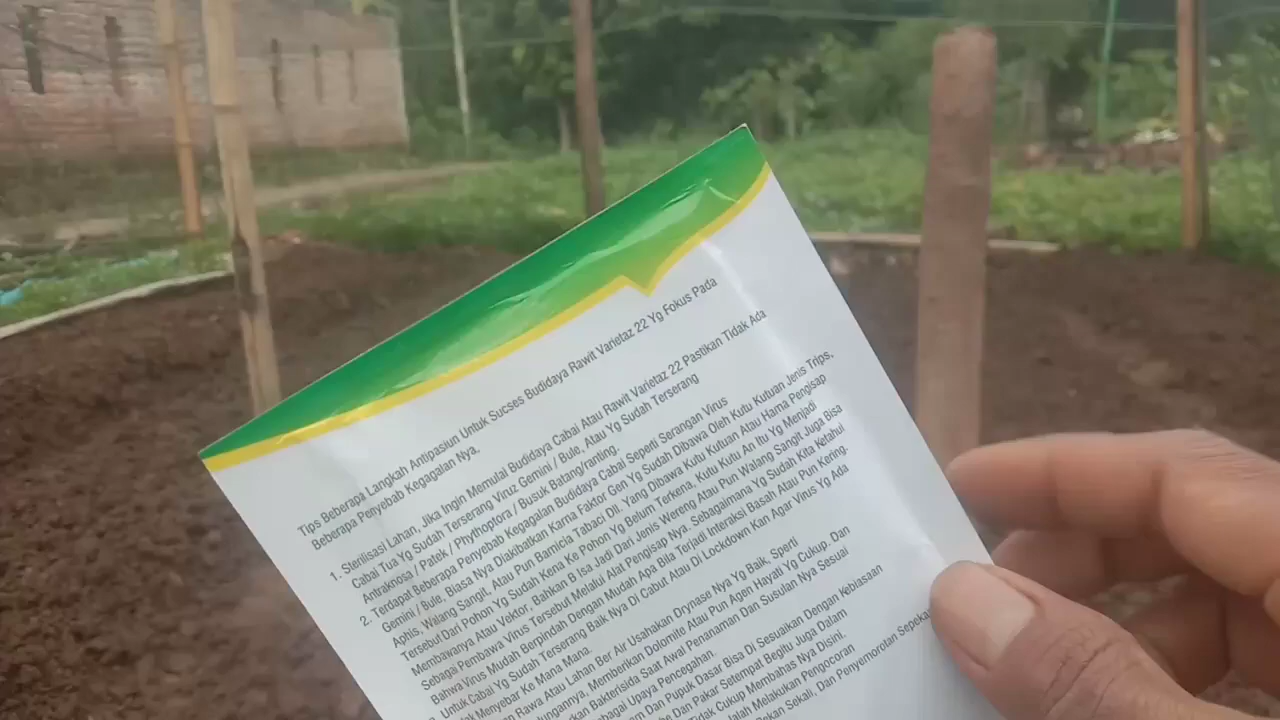 Tips Beberapa Langkah Antipasiun Untuk Sucses Budidaya Rawit Varietaz 22 Yg Fokus Pada
Beberapa Penyebab Kegagalan Nya,
1. Sterilisasi Lahan, Jika Ingin Memulai Budidaya Cabai Atau Rawit Varietaz 22 Pastikan Tidak Ada
Cabai Tua Yg Sudah Terserang Viruz Gemini / Bule, Atau Yg Sudah Terserang
Antraknosa / Patek / Phythoptora / Busuk Batang/ranting.
2. Terdapat Beberapa Penyebab Kegagalan Budidaya Cabai Seperti Serangan Virus
Gemini / Bule, Biasa Nya Diakibatkan Karna Faktor Gen Yg Sudah Dibawa Oleh Kutu Kutuan Jenis Trips,
Aphis, Walang Sangit, Atau Pun Bamicia Tabaci Dll. Yang Dibawa Kutu Kutuan Atau Hama Pengisap
Tersebut Dari Pohon Yg Sudah Kena Ke Pohon Yg Belum Terkena, Kutu Kutu An Itu Yg Menjadi
Membawanya Atau Vektor, Bahkan B Isa Jadi Dari Jenis Wereng Atau Pun Walang Sangit Juga Bisa
Sebagai Pembawa Virus Tersebut Melalui Alat Pengisap Nya. Sebagaimana Yg Sudah Kita Ketahui
Bahwa Virus Mudah Berpindah Dengan Mudah Apa Bila Terjadi Interaksi Basah Atau Pun Kering.
Untuk Cabai Yg Sudah Terserang Baik Nya Di Cabut Atau Di Lockdown Kan Agar Virus Yg Ada
Menyebar Ko Mana Mana.
Rawa Atau Lahan Ber Air Usahakan Drynase Nya Yg Baik, Sperti
Memberikan Dolomite Atau Pun Agen Hayati Yg Cukup, Dan
Bakterisida Saat Awal Penanaman Dan Susulan Nya Sesuai
Sebagai Upaya Pencegahan.
Dan Pupuk Dasar Bisa Di Sesuaikan Dengan Kebiasaan
Dan Pakar Setempat Begitu Juga Dalam
Tidak Cukup Membahas Nya Disini.
Ialah Melakukan Pengocoran
Sekali, Dan Penyemprotan